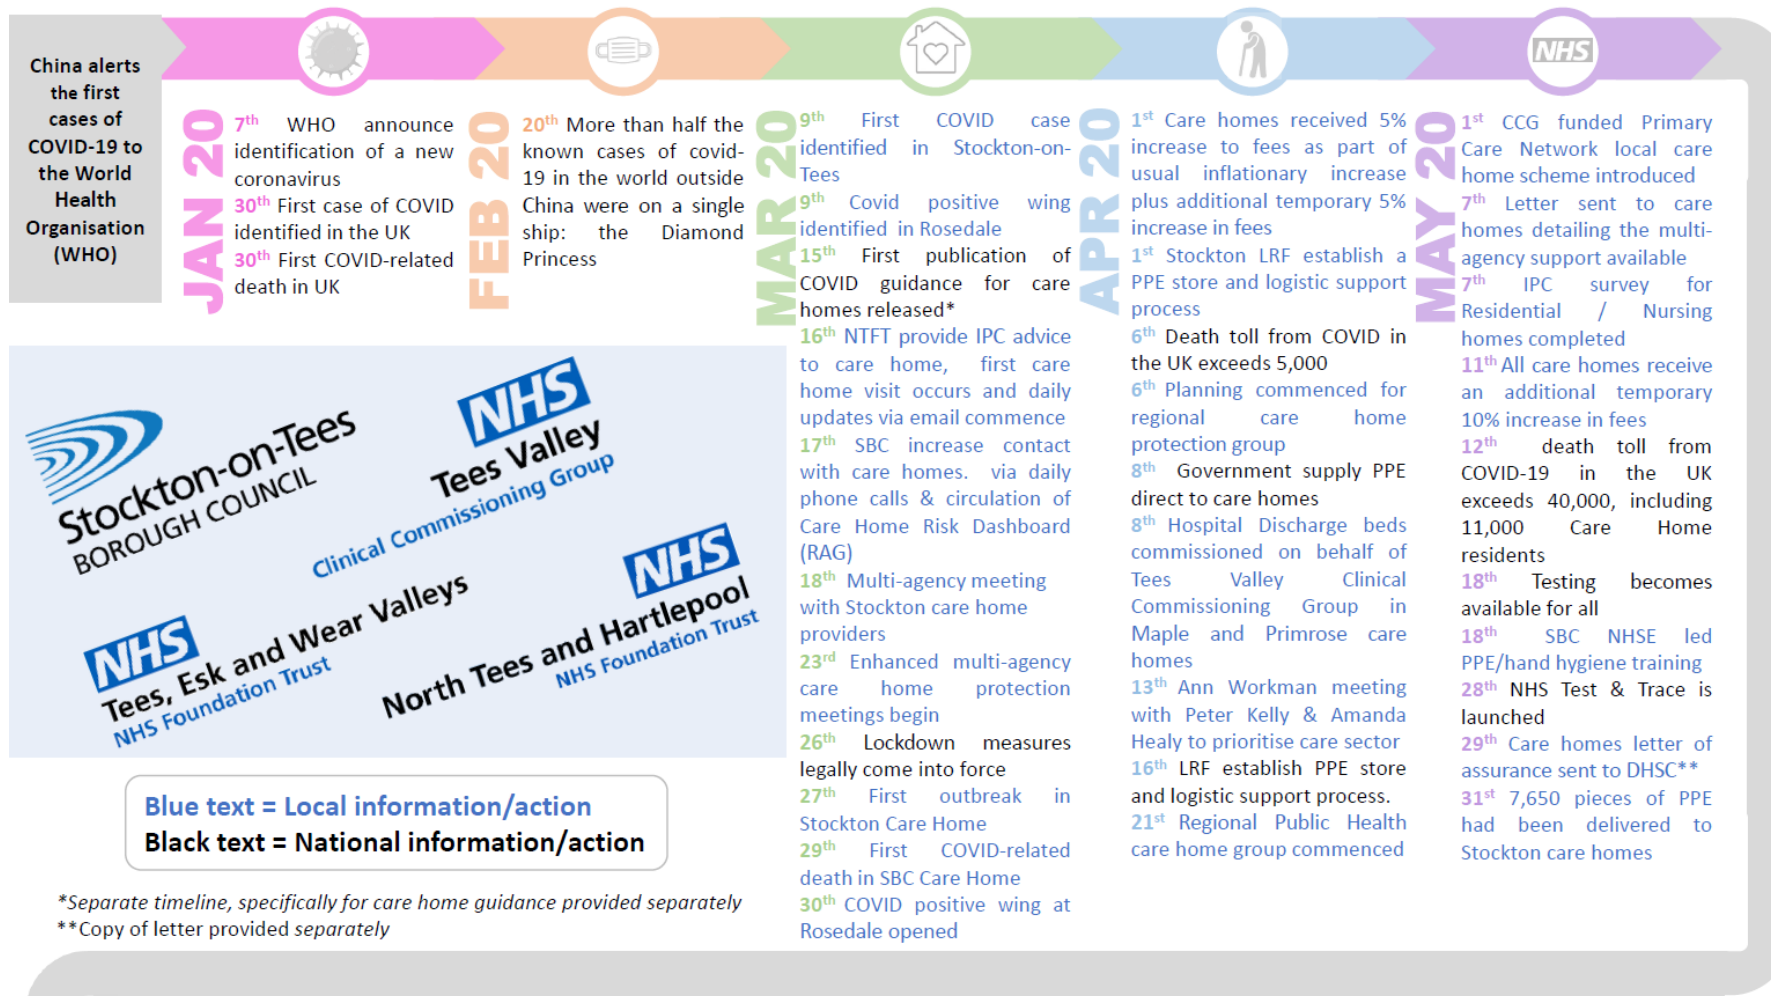 China alerts
the first
cases of
COVID-19 to
the World
Health
Organisation
(WHO)
JAN 20
7th WHO announce
identification of a new
coronavirus
30th First case of COVID
identified in the UK
30th First COVID-related
death in UK
FEB 20
20th More than half the
known cases of covid-
19 in the world outside
China were on a single
ship: the Diamond
Princess
MAR 20
9th First COVID case
identified in Stockton-on-
Tees
9th Covid positive wing
identified in Rosedale
15th First publication of
COVID guidance for care
homes released*
16th NTFT provide IPC advice
to care home, first care
home visit occurs and daily
updates via email commence
17th SBC increase contact
with care homes. via daily
phone calls & circulation of
Care Home Risk Dashboard
(RAG)
18th Multi-agency meeting
with Stockton care home
providers
23rd Enhanced multi-agency
care home protection
meetings begin
26th Lockdown measures
legally come into force
27th First outbreak in
Stockton Care Home
29th First COVID-related
death in SBC Care Home
30th COVID positive wing at
Rosedale opened
APR 20
1st Care homes received 5%
increase to fees as part of
usual inflationary increase
plus additional temporary 5%
increase in fees
1st Stockton LRF establish a
PPE store and logistic support
process
6th Death toll from COVID in
the UK exceeds 5,000
6th Planning commenced for
regional care home
protection group
8th Government supply PPE
direct to care homes
8th Hospital Discharge beds
commissioned on behalf of
Tees Valley Clinical
Commissioning Group in
Maple and Primrose care
homes
13th Ann Workman meeting
with Peter Kelly & Amanda
Healy to prioritise care sector
16th LRF establish PPE store
and logistic support process.
21st Regional Public Health
care home group commenced
NHS
MAY 20
1st CCG funded Primary
Care Network local care
home scheme introduced
7th Letter sent to care
homes detailing the multi-
agency support available
7th IPC survey for
Residential / Nursing
homes completed
11th All care homes receive
an additional temporary
10% increase in fees
12th death toll from
COVID-19 in the UK
exceeds 40,000, including
11,000 Care Home
residents
18th Testing becomes
available for all
18th SBC NHSE led
PPE/hand hygiene training
28th NHS Test & Trace is
launched
29th Care homes letter of
assurance sent to DHSC**
31st 7,650 pieces of PPE
had been delivered to
Stockton care homes
Stockton-on-Tees
BOROUGH COUNCIL
NHS
Tees Valley
Clinical Commissioning Group
NHS
Tees, Esk and Wear Valleys
NHS Foundation Trust
NHS
North Tees and Hartlepool
NHS Foundation Trust
Blue text = Local information/action
Black text = National information/action
*Separate timeline, specifically for care home guidance provided separately
**Copy of letter provided separately